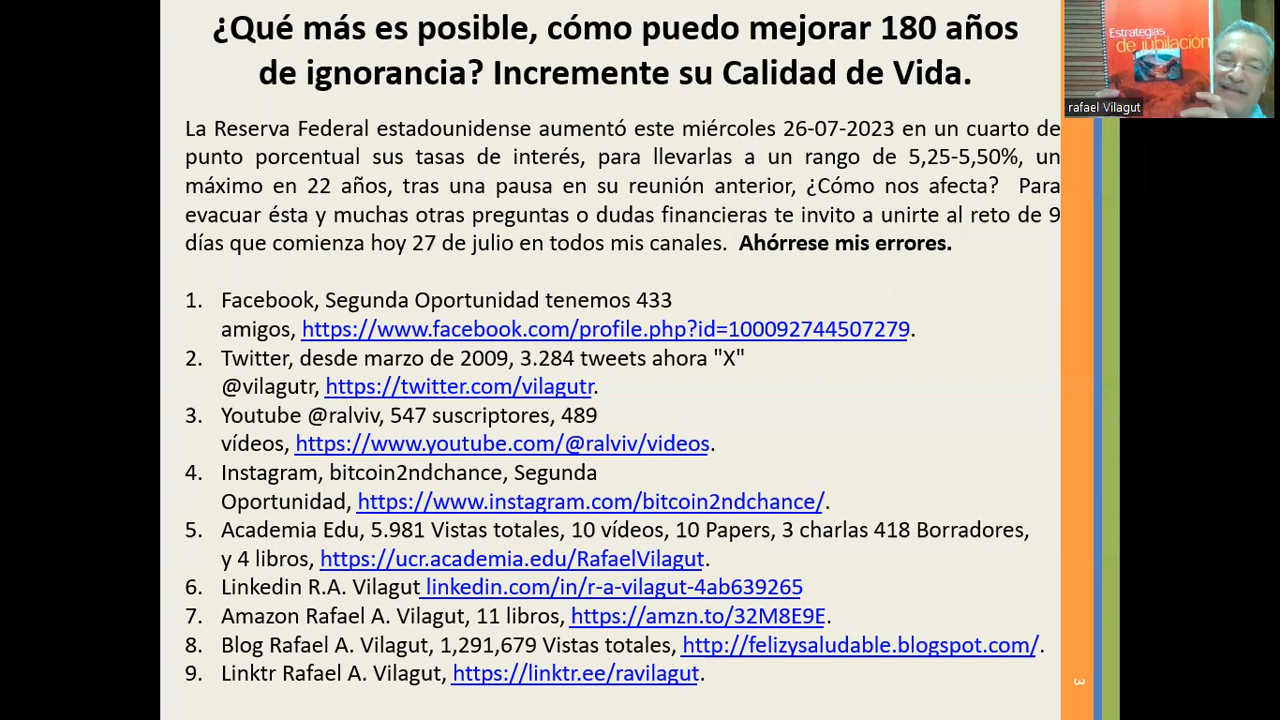 ¿Qué más es posible, cómo puedo mejorar 180 años
de ignorancia? Incremente su Calidad de Vida.
La Reserva Federal estadounidense aumentó este miércoles 26-07-2023 en un cuarto de
punto porcentual sus tasas de interés, para llevarlas a un rango de 5,25-5,50%, un
máximo en 22 años, tras una pausa en su reunión anterior, ¿Cómo nos afecta? Para
evacuar ésta y muchas otras preguntas o dudas financieras te invito a unirte al reto de 9
días que comienza hoy 27 de julio en todos mis canales. Ahórrese mis errores.
1. Facebook, Segunda Oportunidad tenemos 433
amigos, https://www.facebook.com/profile.php?id=100092744507279.
2. Twitter, desde marzo de 2009, 3.284 tweets ahora "X"
@vilagutr, https://twitter.com/vilagutr.
3. Youtube @ralviv, 547 suscriptores, 489
vídeos, https://www.youtube.com/@ralviv/videos.
4. Instagram, bitcoin2ndchance, Segunda
Oportunidad, https://www.instagram.com/bitcoin2ndchance/.
5. Academia Edu, 5.981 Vistas totales, 10 vídeos, 10 Papers, 3 charlas 418 Borradores,
y 4 libros, https://ucr.academia.edu/RafaelVilagut.
6. Linkedin R.A. Vilagut linkedin.com/in/r-a-vilagut-4ab639265
7. Amazon Rafael A. Vilagut, 11 libros, https://amzn.to/32M8E9E.
8. Blog Rafael A. Vilagut, 1,291,679 Vistas totales, http://felizysaludable.blogspot.com/.
9. Linktr Rafael A. Vilagut, https://linktr.ee/ravilagut.
3
Estrategias
de jubilación
rafael Vilagut